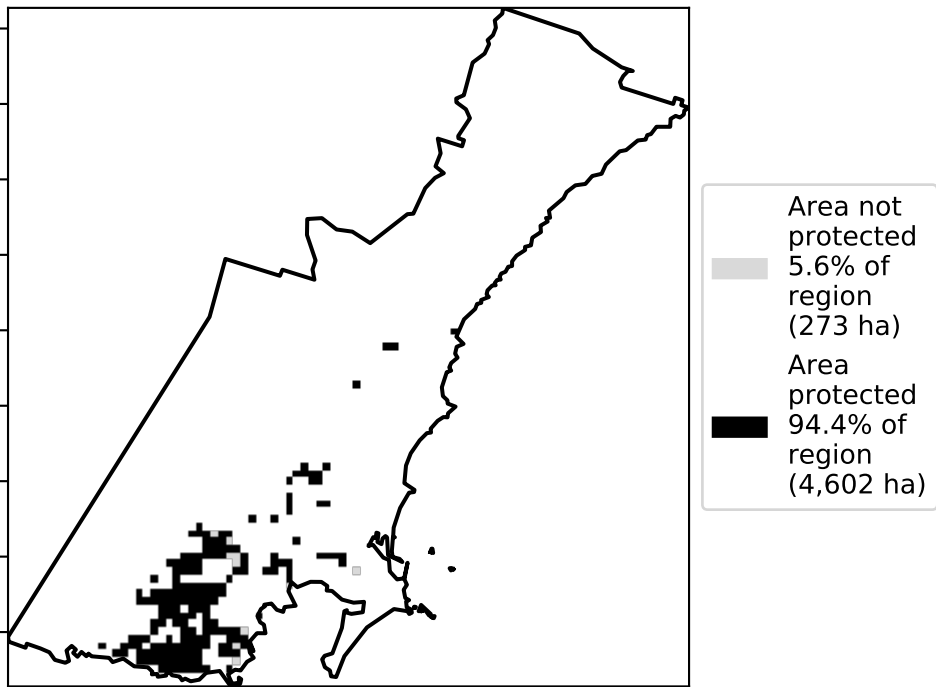 Area not
protected
5.6% of
region
(273 ha)
Area
protected
94.4% of
region
(4,602 ha)